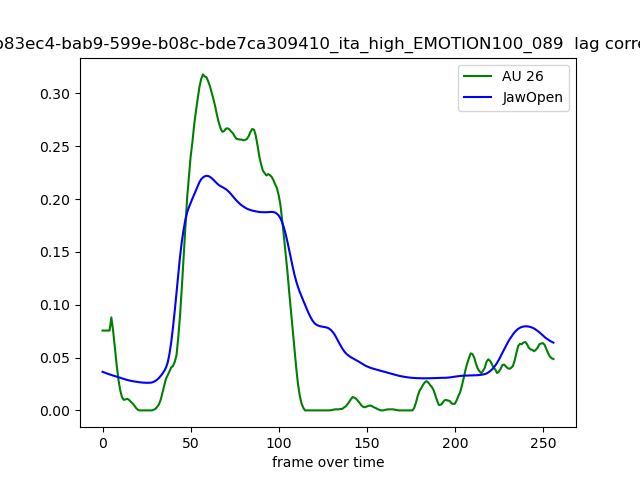 b83ec4-bab9-599e-b08c-bde7ca309410_ita_high_EMOTION100_089 lag corre
AU 26
JawOpen
0.30
0.25
0.20
0.15
0.10
0.05
0.00
0 50 100 150 200 250
frame over time